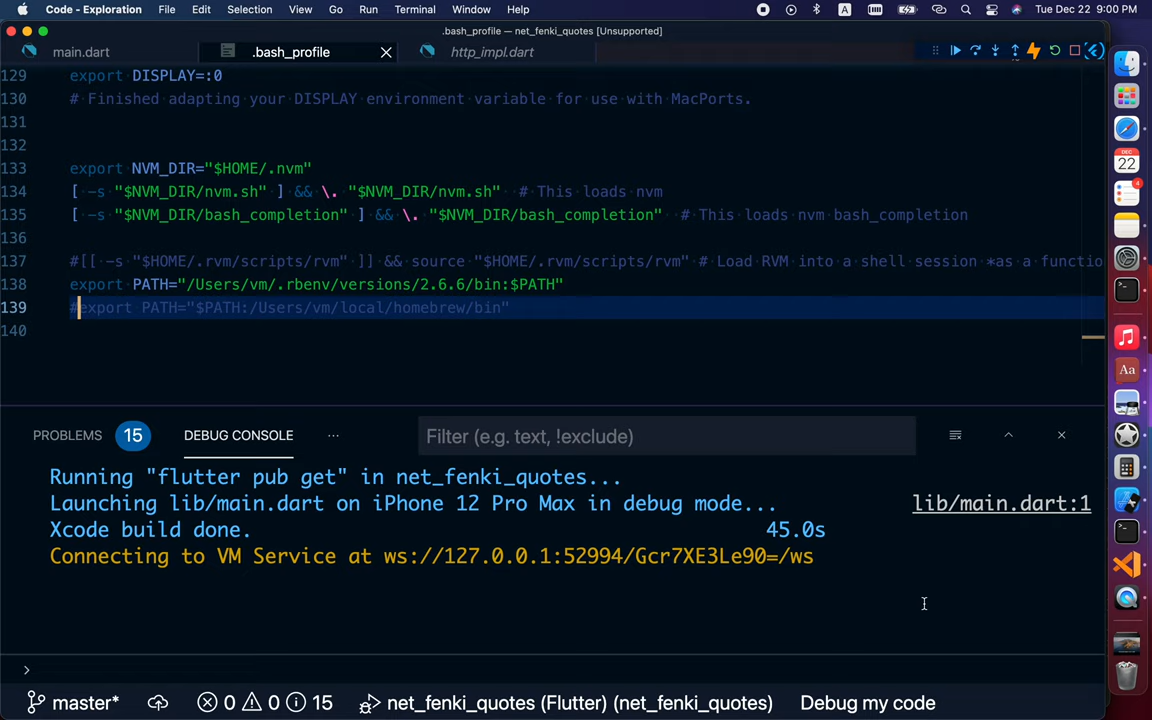 Code - Exploration File Edit Selection View Go Run Terminal Window Help A Tue Dec 22 9:00 PM
.bash_profile — net_fenki_quotes [Unsupported]
main.dart .bash_profile http_impl.dart
129 export DISPLAY=:0
130 # Finished adapting your DISPLAY environment variable for use with MacPorts.
131
132
133 export NVM_DIR="$HOME/.nvm"
134 [ -s "$NVM_DIR/nvm.sh" ] && \. "$NVM_DIR/nvm.sh"  # This loads nvm
135 [ -s "$NVM_DIR/bash_completion" ] && \. "$NVM_DIR/bash_completion"  # This loads nvm bash_completion
136
137 #[[ -s "$HOME/.rvm/scripts/rvm" ]] && source "$HOME/.rvm/scripts/rvm" # Load RVM into a shell session *as a functio
138 export PATH="/Users/vm/.rbenv/versions/2.6.6/bin:$PATH"
139 #export PATH="$PATH:/Users/vm/local/homebrew/bin"
140
PROBLEMS 15 DEBUG CONSOLE ··· Filter (e.g. text, !exclude)
Running "flutter pub get" in net_fenki_quotes...
Launching lib/main.dart on iPhone 12 Pro Max in debug mode... lib/main.dart:1
Xcode build done. 45.0s
Connecting to VM Service at ws://127.0.0.1:52994/Gcr7XE3Le90=/ws
>
master* 0 0 15 net_fenki_quotes (Flutter) (net_fenki_quotes) Debug my code
DEC
22
4
Aa